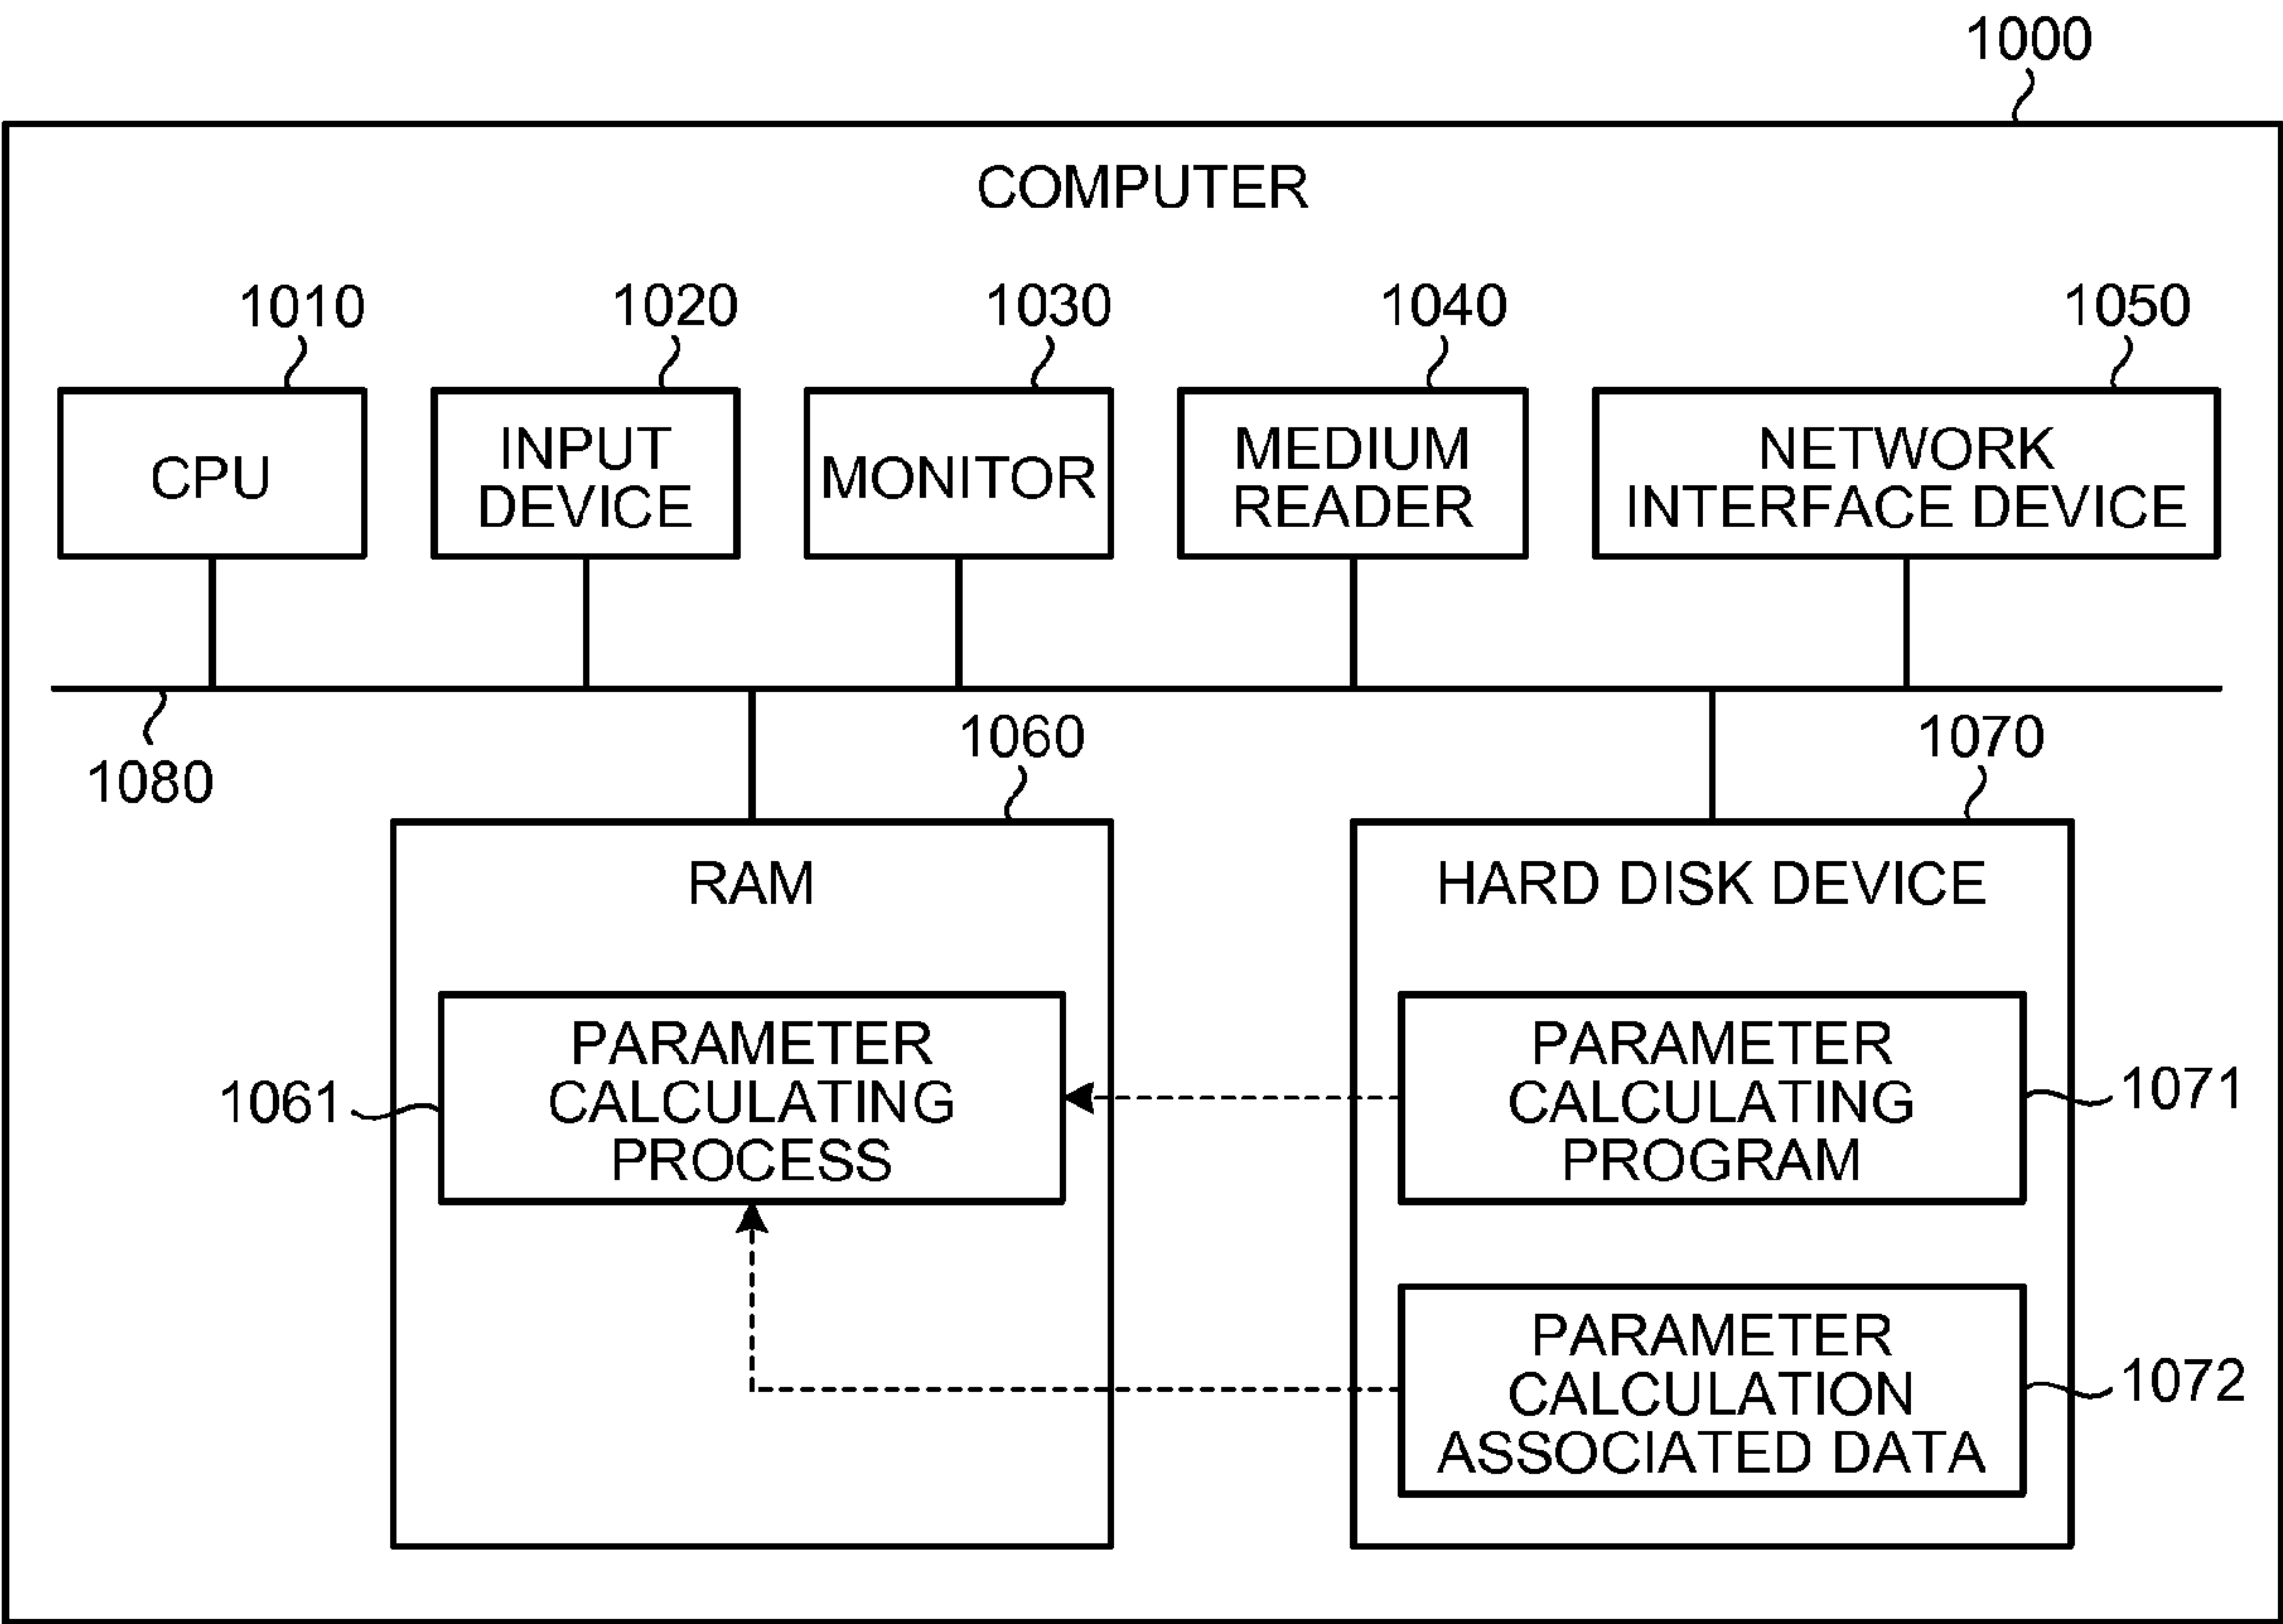 1000
COMPUTER
1010
1020
1030
1040
1050
CPU
INPUT
DEVICE
MONITOR
MEDIUM
READER
NETWORK
INTERFACE DEVICE
1080
1060
1070
RAM
HARD DISK DEVICE
1061
PARAMETER
CALCULATING
PROCESS
PARAMETER
CALCULATING
PROGRAM
1071
PARAMETER
CALCULATION
ASSOCIATED DATA
1072